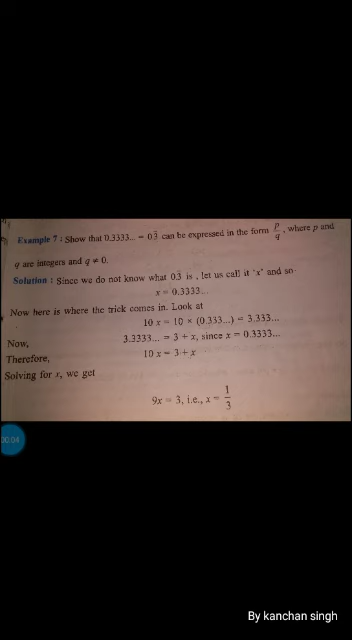 Example 7 : Show that 0.3333... = 0.3̅ can be expressed in the form p/q, where p and
q are integers and q ≠ 0.
Solution : Since we do not know what 0.3̅ is , let us call it 'x' and so
x = 0.3333...
Now here is where the trick comes in. Look at
10 x = 10 × (0.333...) = 3.333...
Now, 3.3333... = 3 + x, since x = 0.3333...
Therefore, 10 x = 3 + x
Solving for x, we get
9x = 3, i.e., x = 1/3
00:04
By kanchan singh